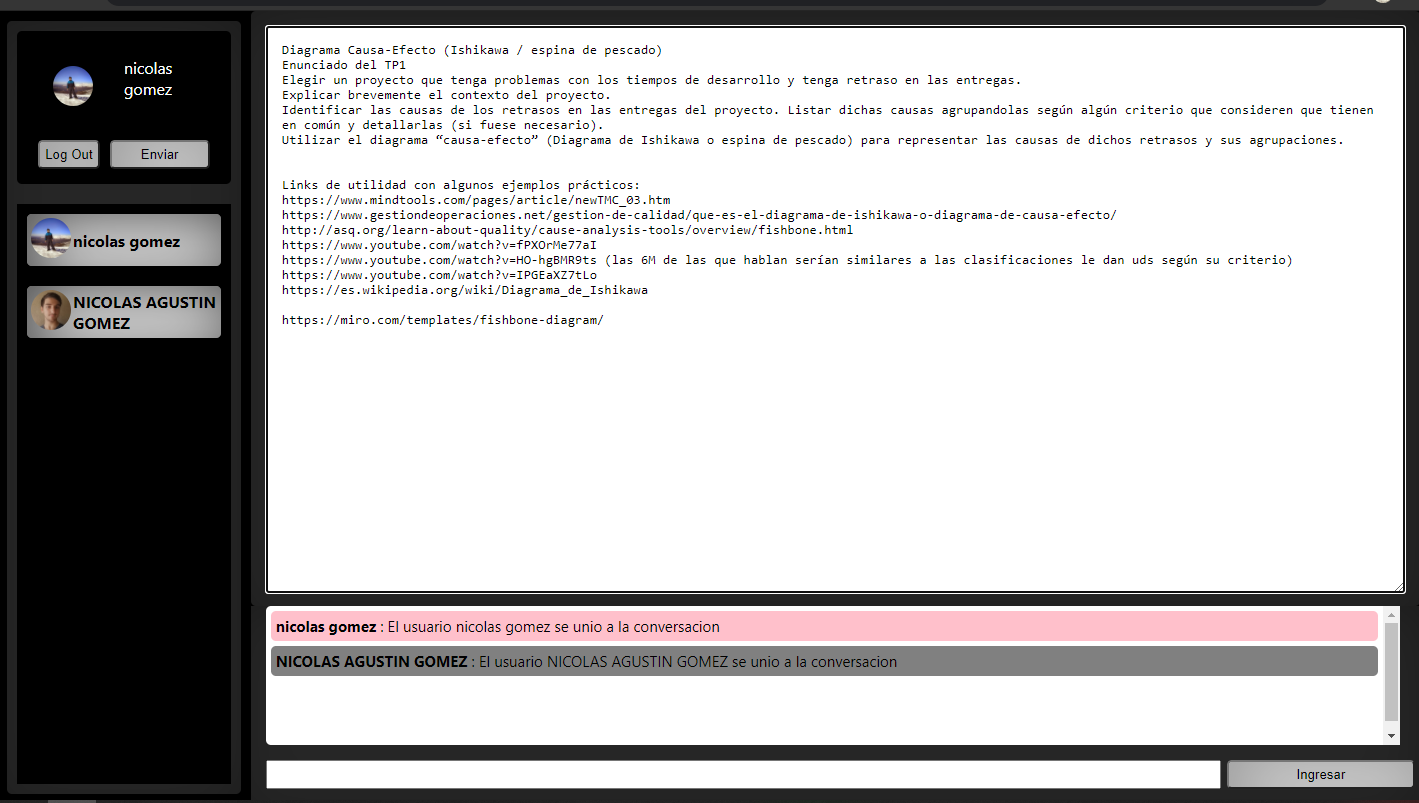 nicolas
gomez
Log Out
Enviar
nicolas gomez
NICOLAS AGUSTIN
GOMEZ
Diagrama Causa-Efecto (Ishikawa / espina de pescado)
Enunciado del TP1
Elegir un proyecto que tenga problemas con los tiempos de desarrollo y tenga retraso en las entregas.
Explicar brevemente el contexto del proyecto.
Identificar las causas de los retrasos en las entregas del proyecto. Listar dichas causas agrupandolas según algún criterio que consideren que tienen
en común y detallarlas (si fuese necesario).
Utilizar el diagrama “causa-efecto” (Diagrama de Ishikawa o espina de pescado) para representar las causas de dichos retrasos y sus agrupaciones.
Links de utilidad con algunos ejemplos prácticos:
https://www.mindtools.com/pages/article/newTMC_03.htm
https://www.gestiondeoperaciones.net/gestion-de-calidad/que-es-el-diagrama-de-ishikawa-o-diagrama-de-causa-efecto/
http://asq.org/learn-about-quality/cause-analysis-tools/overview/fishbone.html
https://www.youtube.com/watch?v=fPXOrMe77aI
https://www.youtube.com/watch?v=HO-hgBMR9ts (las 6M de las que hablan serían similares a las clasificaciones le dan uds según su criterio)
https://www.youtube.com/watch?v=IPGEaXZ7tLo
https://es.wikipedia.org/wiki/Diagrama_de_Ishikawa
https://miro.com/templates/fishbone-diagram/
nicolas gomez : El usuario nicolas gomez se unio a la conversacion
NICOLAS AGUSTIN GOMEZ : El usuario NICOLAS AGUSTIN GOMEZ se unio a la conversacion
Ingresar